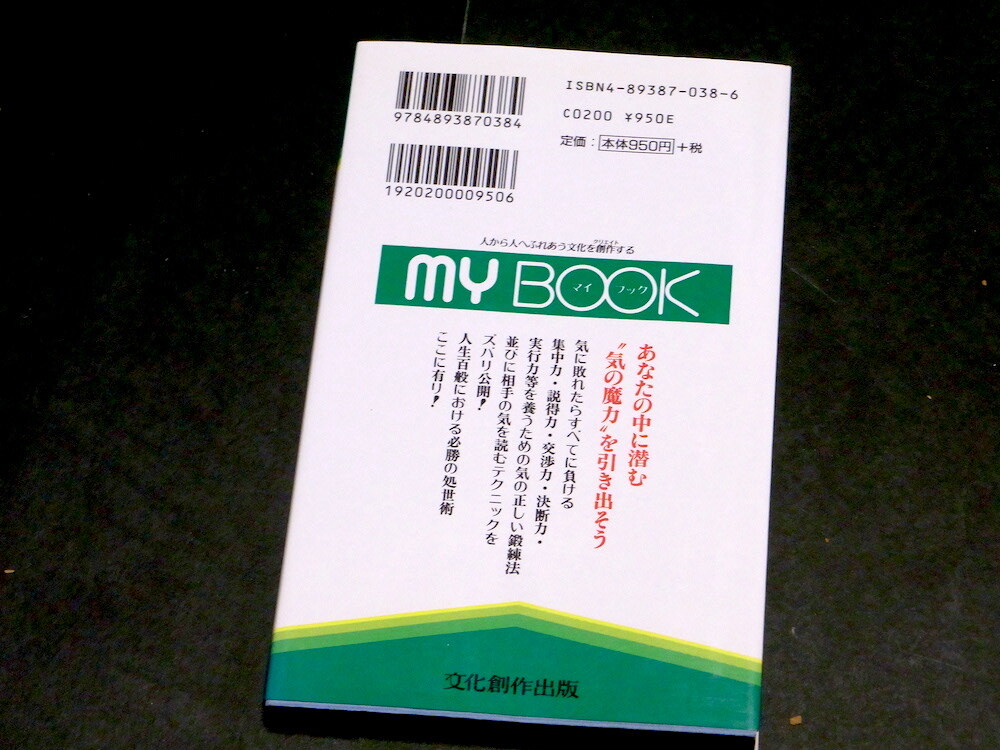 ISBN4-89387-038-6
9784893870384
C0200 ¥950E
定価：本体950円+税
1920200009506
クリエイト
人から人へふれあう文化を創作する
MY BOOK
マイ ブック
あなたの中に潜む
〝気の魔力〟を引き出そう
気に敗れたらすべてに負ける
集中力・説得力・交渉力・決断力・
実行力等を養うための気の正しい鍛練法
並びに相手の気を読むテクニックを
ズバリ公開！
人生百般における必勝の処世術
ここに有り！
文化創作出版